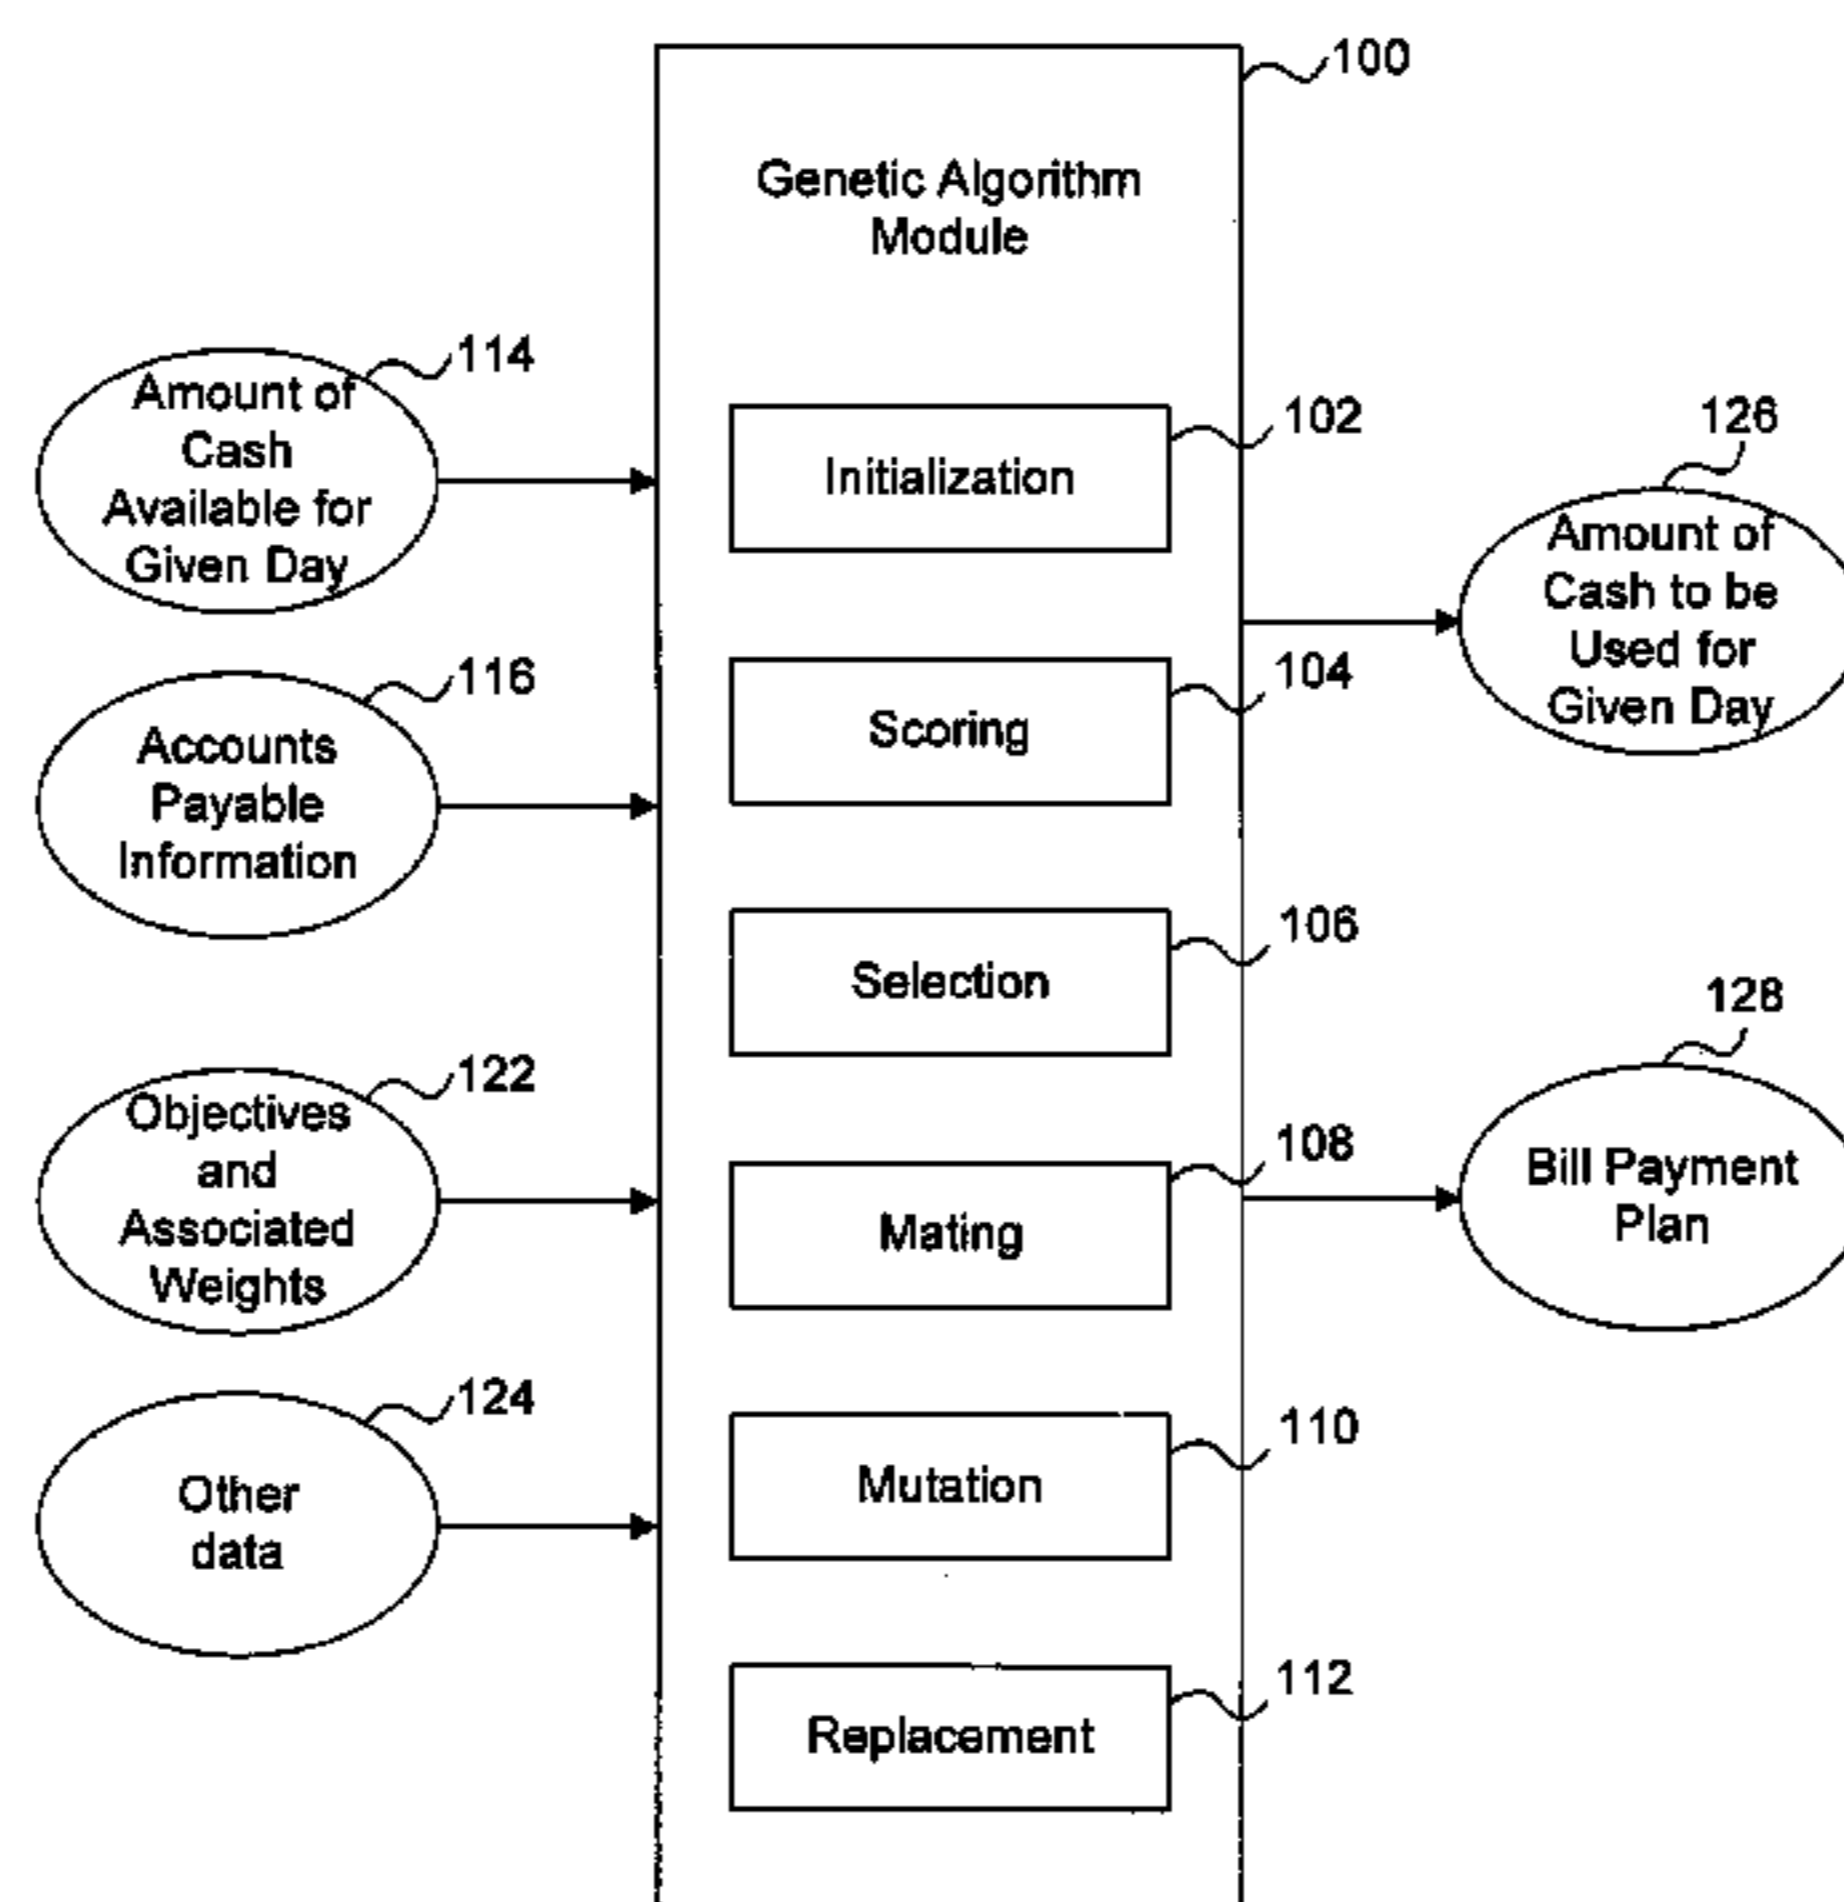 100
Genetic Algorithm
Module
114
Amount of
Cash
Available for
Given Day
116
Accounts
Payable
Information
122
Objectives
and
Associated
Weights
124
Other
data
102
Initialization
104
Scoring
106
Selection
108
Mating
110
Mutation
112
Replacement
126
Amount of
Cash to be
Used for
Given Day
128
Bill Payment
Plan